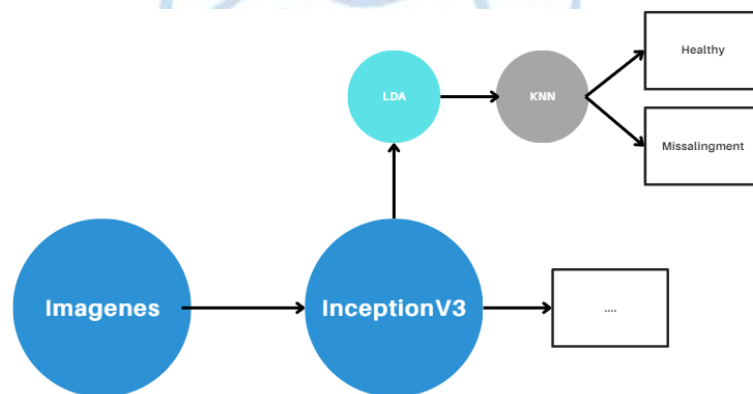 Healthy
LDA
KNN
Missalingment
Imagenes
InceptionV3
....